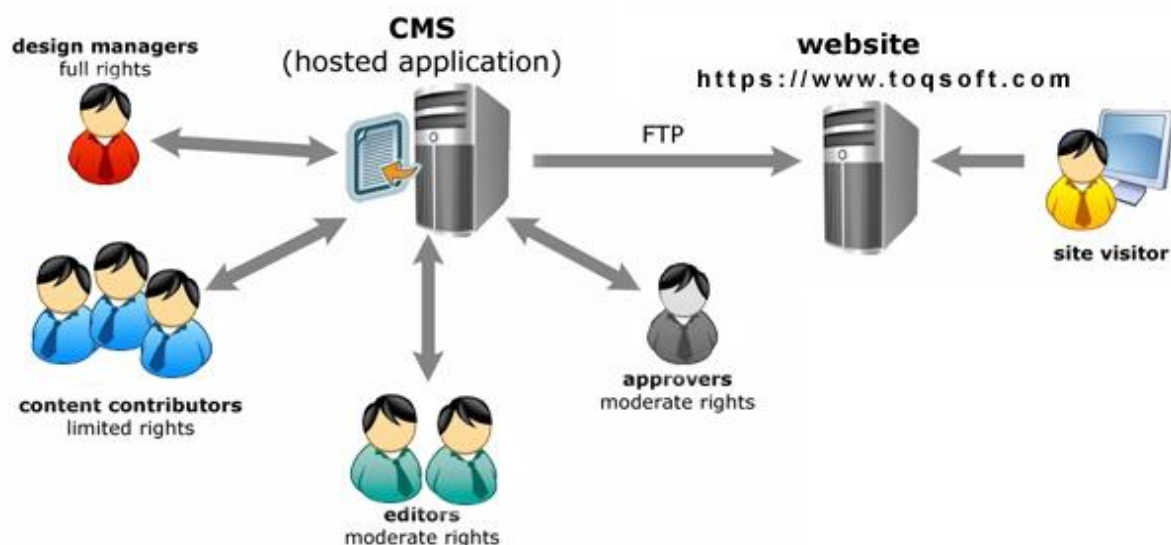 design managers
full rights
CMS
(hosted application)
website
https://www.toqsoft.com
FTP
site visitor
content contributors
limited rights
approvers
moderate rights
editors
moderate rights